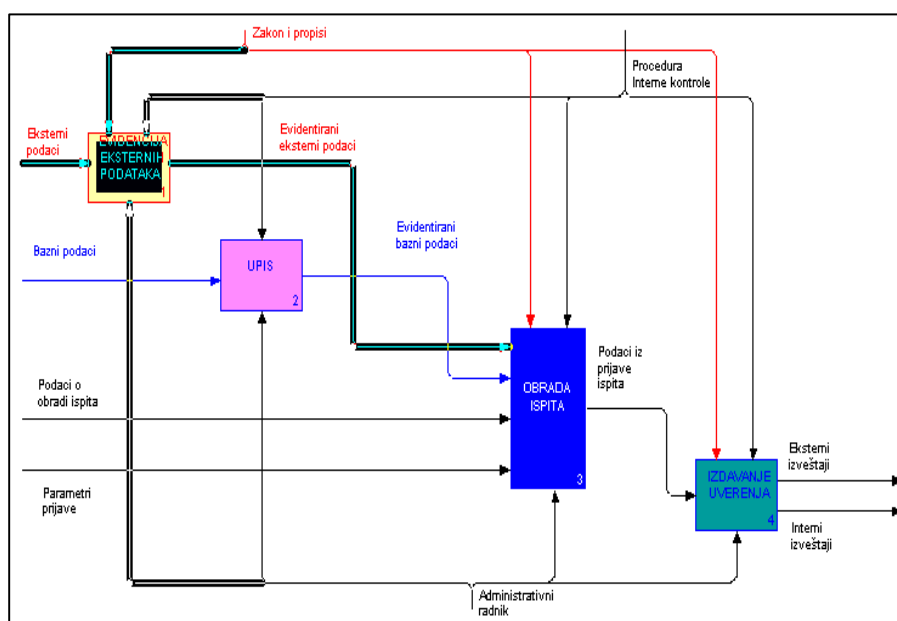 Zakon i propisi
Procedura
Interne kontrole
Eksterni
podaci
EVIDENCIJA
EKSTERNIH
PODATAKA
1
Evidentirani
eksterni podaci
Bazni podaci
UPIS
2
Evidentirani
bazni podaci
Podaci o
obradi ispita
OBRADA
ISPITA
3
Podaci iz
prijave
ispita
Parametri
prijave
IZDAVANJE
UVERENJA
4
Eksterni
izveštaji
Interni
izveštaji
Administrativni
radnik